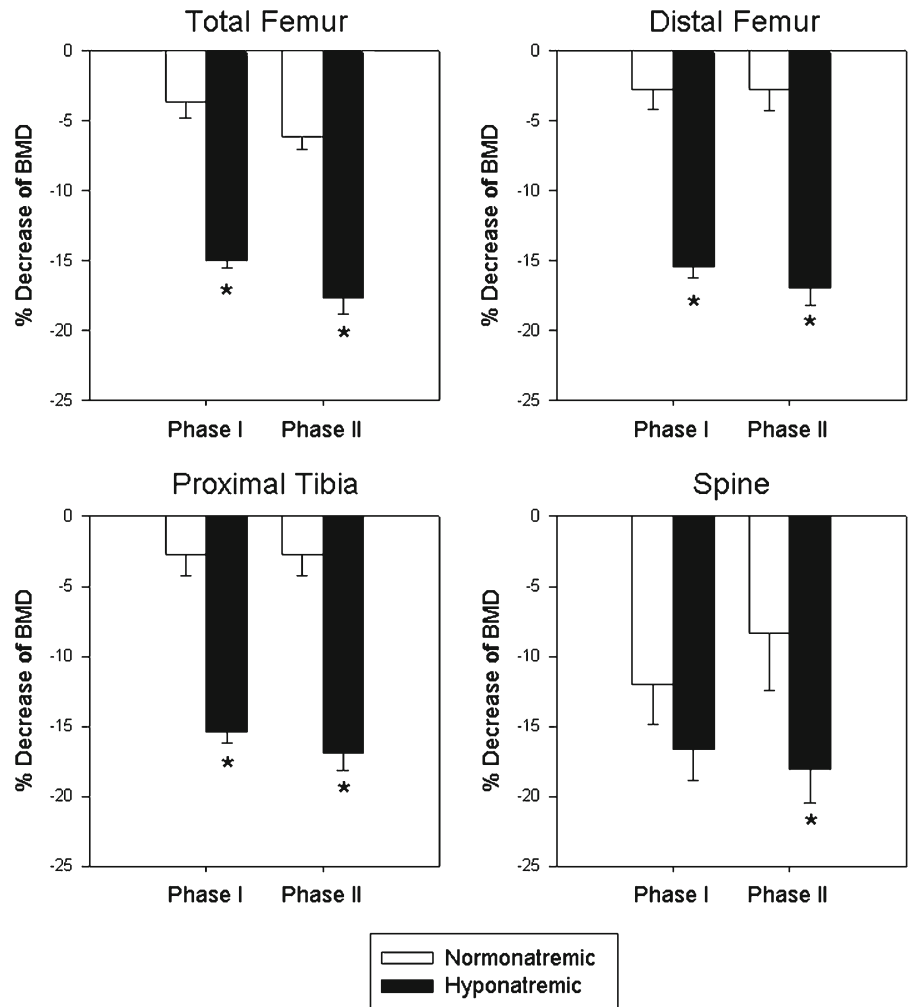 Total Femur
0
-5
-10
-15
-20
-25
% Decrease of BMD
*
*
Phase I
Phase II
Distal Femur
0
-5
-10
-15
-20
-25
% Decrease of BMD
*
*
Phase I
Phase II
Proximal Tibia
0
-5
-10
-15
-20
-25
% Decrease of BMD
*
*
Phase I
Phase II
Spine
0
-5
-10
-15
-20
-25
% Decrease of BMD
*
Phase I
Phase II
Normonatremic
Hyponatremic